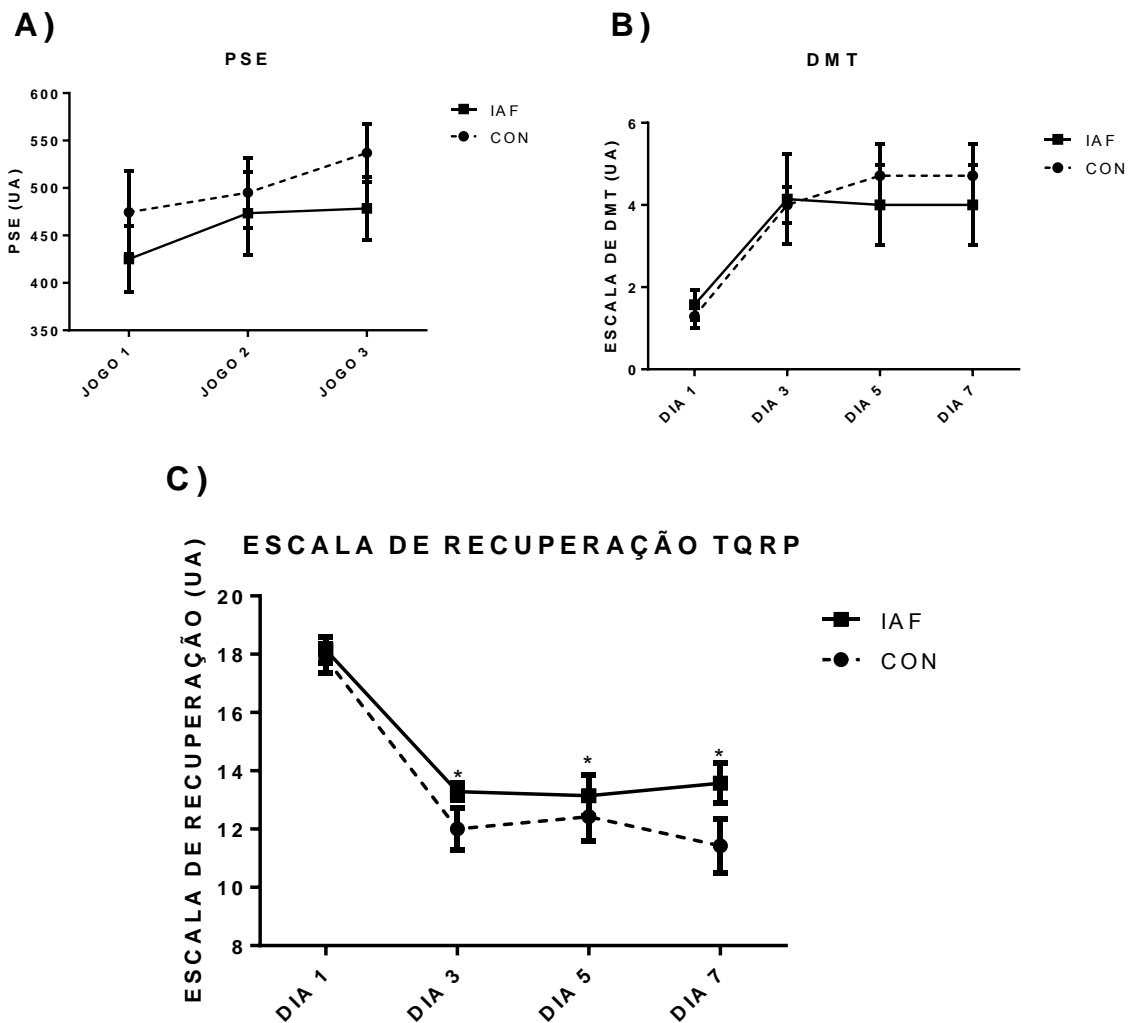 A)
PSE
PSE (UA)
600
550
500
450
400
350
JOGO 1
JOGO 2
JOGO 3
IAF
CON
B)
DMT
ESCALA DE DMT (UA)
6
4
2
0
DIA 1
DIA 3
DIA 5
DIA 7
IAF
CON
C)
ESCALA DE RECUPERAÇÃO TQRP
ESCALA DE RECUPERAÇÃO (UA)
20
18
16
14
12
10
8
*
*
*
DIA 1
DIA 3
DIA 5
DIA 7
IAF
CON